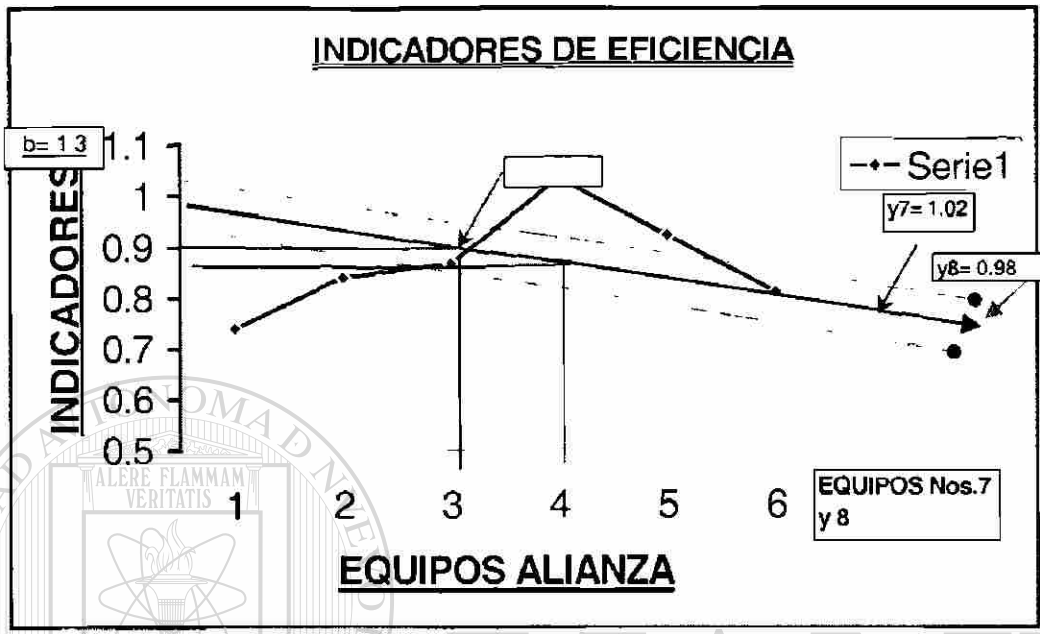 INDICADORES DE EFICIENCIA
b= 1 3
1.1
1
0.9
0.8
0.7
0.6
0.5
INDICADORES
Serie1
y7= 1.02
y8= 0.98
1 2 3 4 5 6
EQUIPOS Nos.7
y 8
EQUIPOS ALIANZA
ALERE FLAMMAM
VERITATIS